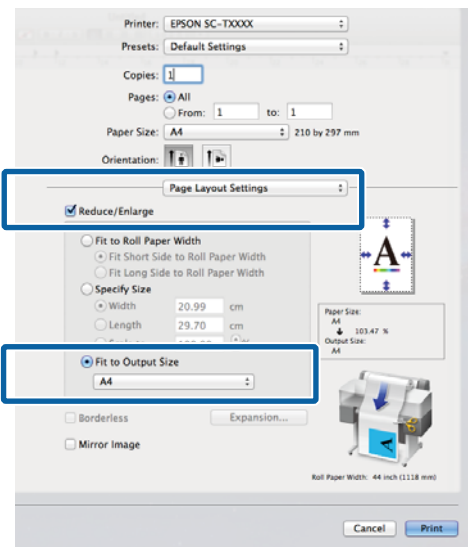 Printer: EPSON SC-TXXXX
Presets: Default Settings
Copies: 1
Pages: All
From: 1 to: 1
Paper Size: A4 210 by 297 mm
Orientation:
Page Layout Settings
Reduce/Enlarge
Fit to Roll Paper Width
Fit Short Side to Roll Paper Width
Fit Long Side to Roll Paper Width
Specify Size
Width 20.99 cm
Length 29.70 cm
A
Paper Size:
A4
103.47 %
Output Size:
A4
Fit to Output Size
A4
Borderless Expansion...
Mirror Image
A
Roll Paper Width: 44 inch (1118 mm)
Cancel Print